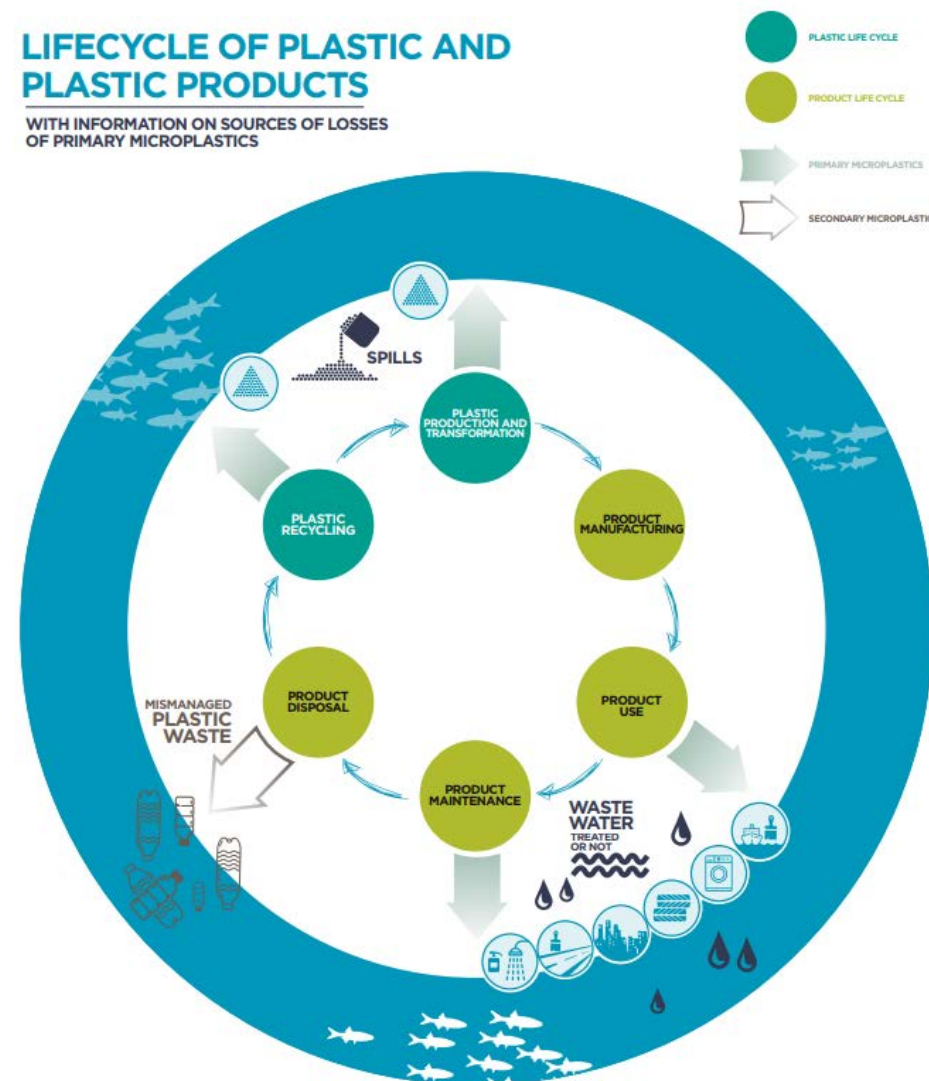 LIFECYCLE OF PLASTIC AND
PLASTIC PRODUCTS
WITH INFORMATION ON SOURCES OF LOSSES
OF PRIMARY MICROPLASTICS
PLASTIC LIFE CYCLE
PRODUCT LIFE CYCLE
PRIMARY MICROPLASTICS
SECONDARY MICROPLASTIC
SPILLS
PLASTIC
PRODUCTION AND
TRANSFORMATION
PLASTIC
RECYCLING
PRODUCT
MANUFACTURING
PRODUCT
DISPOSAL
PRODUCT
USE
MISMANAGED
PLASTIC
WASTE
PRODUCT
MAINTENANCE
WASTE
WATER
TREATED
OR NOT